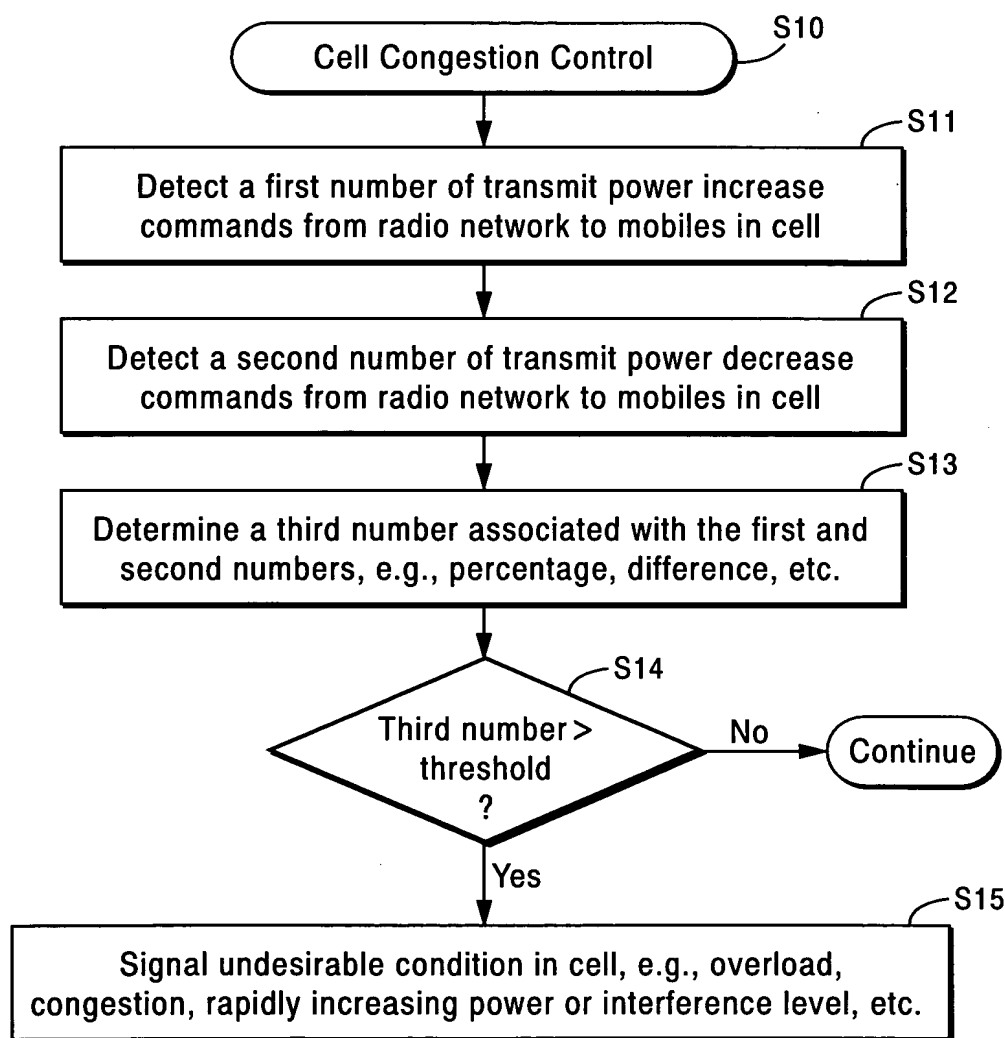 S10
Cell Congestion Control
S11
Detect a first number of transmit power increase
commands from radio network to mobiles in cell
S12
Detect a second number of transmit power decrease
commands from radio network to mobiles in cell
S13
Determine a third number associated with the first and
second numbers, e.g., percentage, difference, etc.
S14
Third number >
threshold
?
No
Continue
Yes
S15
Signal undesirable condition in cell, e.g., overload,
congestion, rapidly increasing power or interference level, etc.